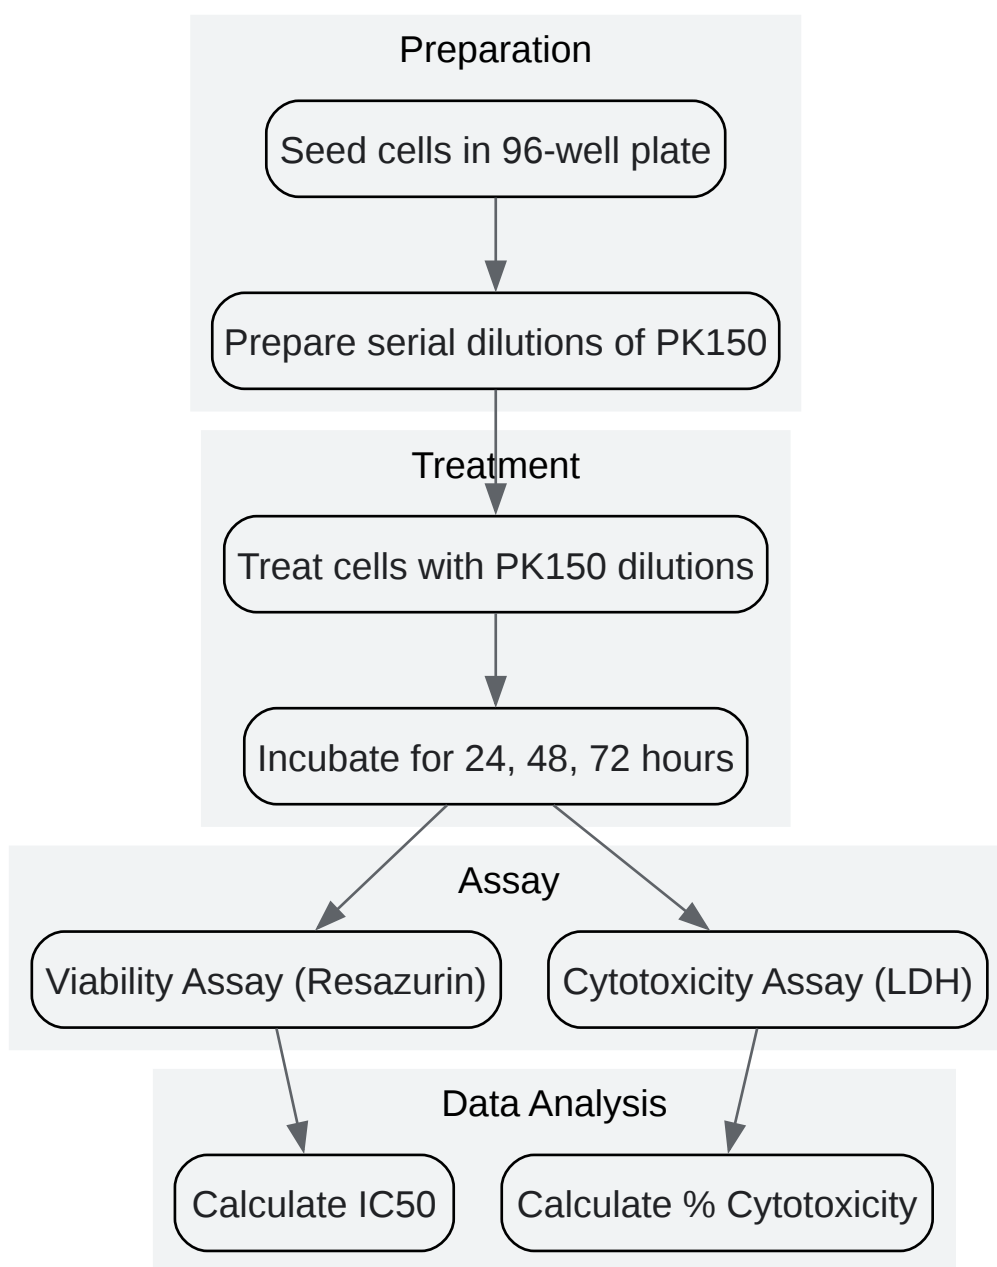 Preparation
Seed cells in 96-well plate
Prepare serial dilutions of PK150
Treatment
Treat cells with PK150 dilutions
Incubate for 24, 48, 72 hours
Assay
Viability Assay (Resazurin)
Cytotoxicity Assay (LDH)
Data Analysis
Calculate IC50
Calculate % Cytotoxicity